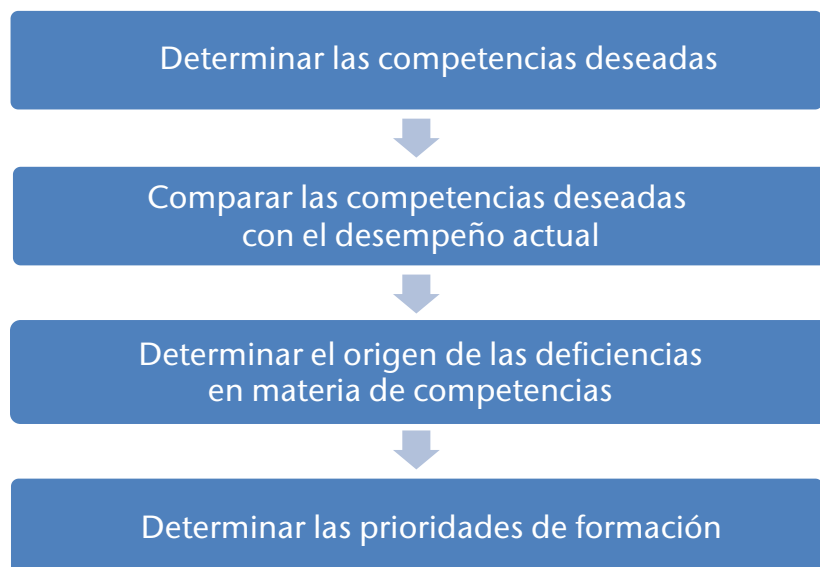 Determinar las competencias deseadas
Comparar las competencias deseadas
con el desempeño actual
Determinar el origen de las deficiencias
en materia de competencias
Determinar las prioridades de formación